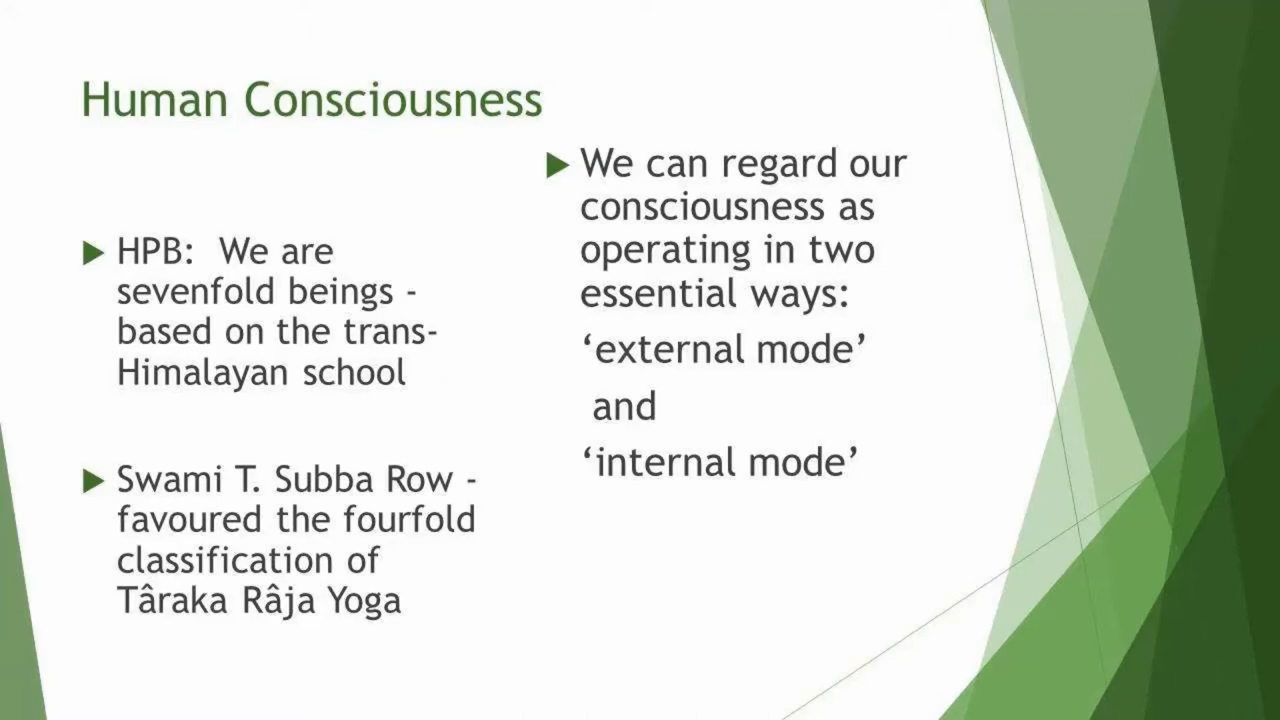 Human Consciousness
HPB:  We are
sevenfold beings -
based on the trans-
Himalayan school
Swami T. Subba Row -
favoured the fourfold
classification of
Târaka Râja Yoga
We can regard our
consciousness as
operating in two
essential ways:
‘external mode’
and
‘internal mode’